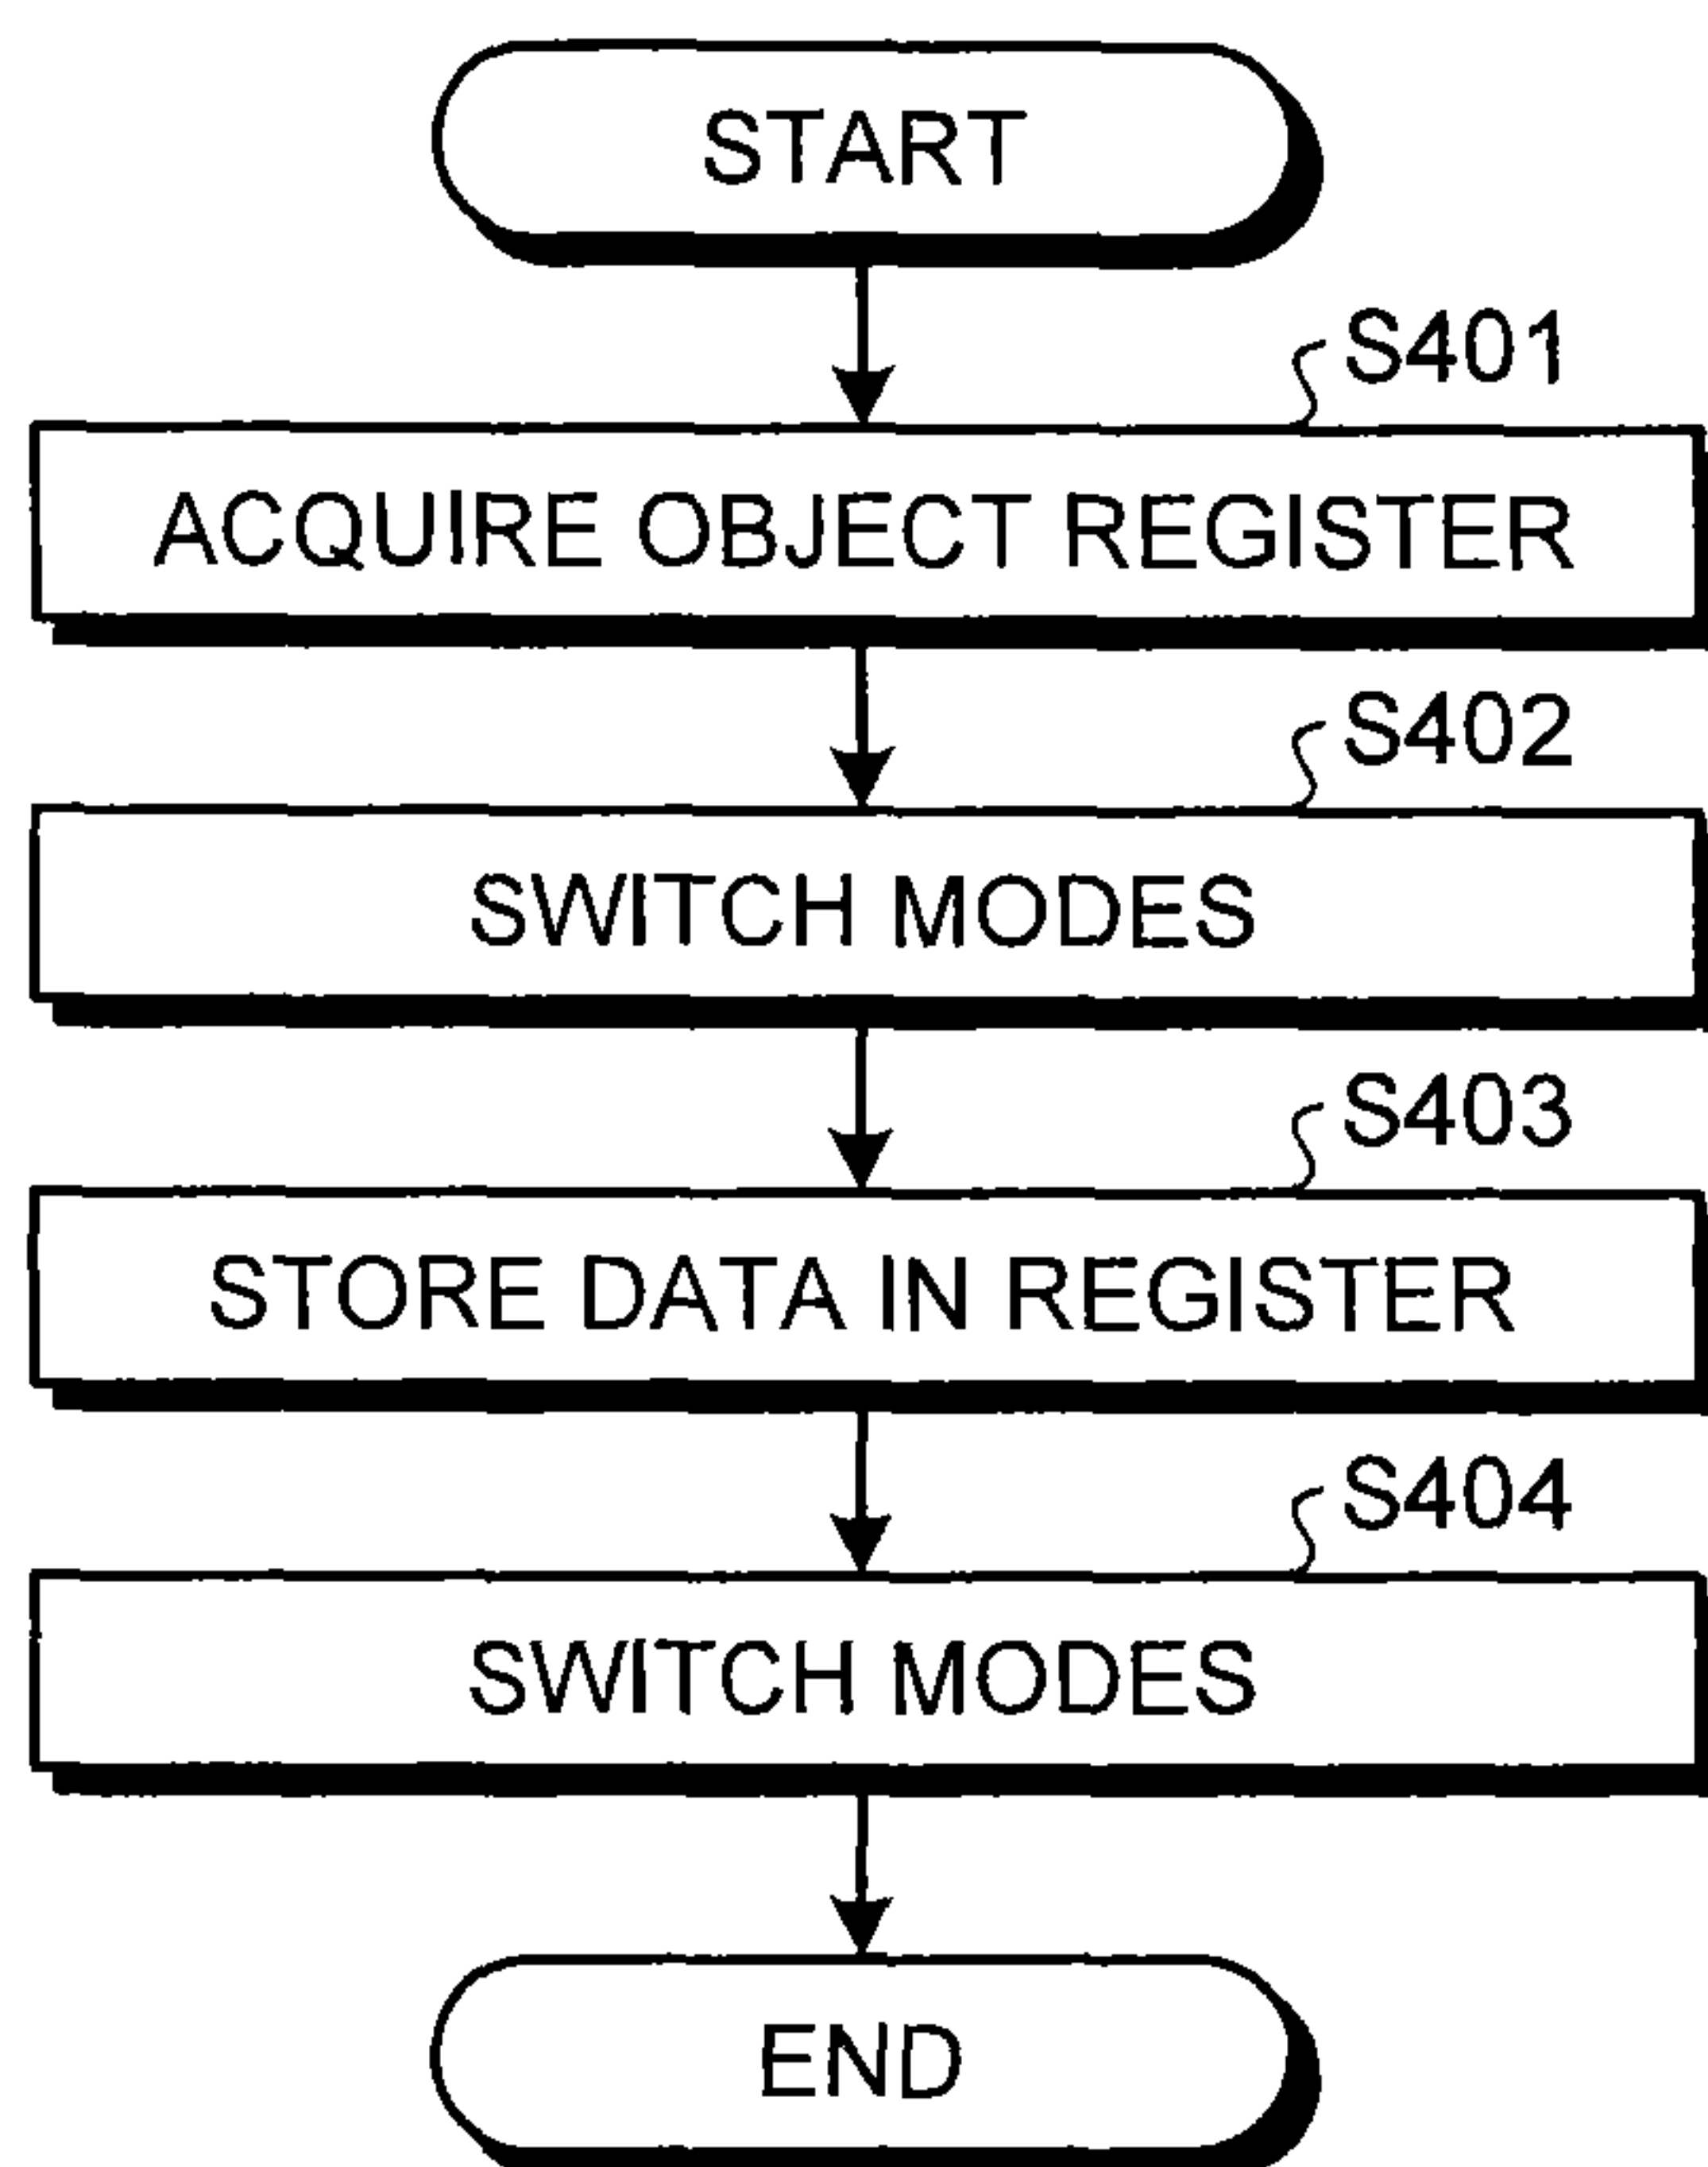 START
S401
ACQUIRE OBJECT REGISTER
S402
SWITCH MODES
S403
STORE DATA IN REGISTER
S404
SWITCH MODES
END